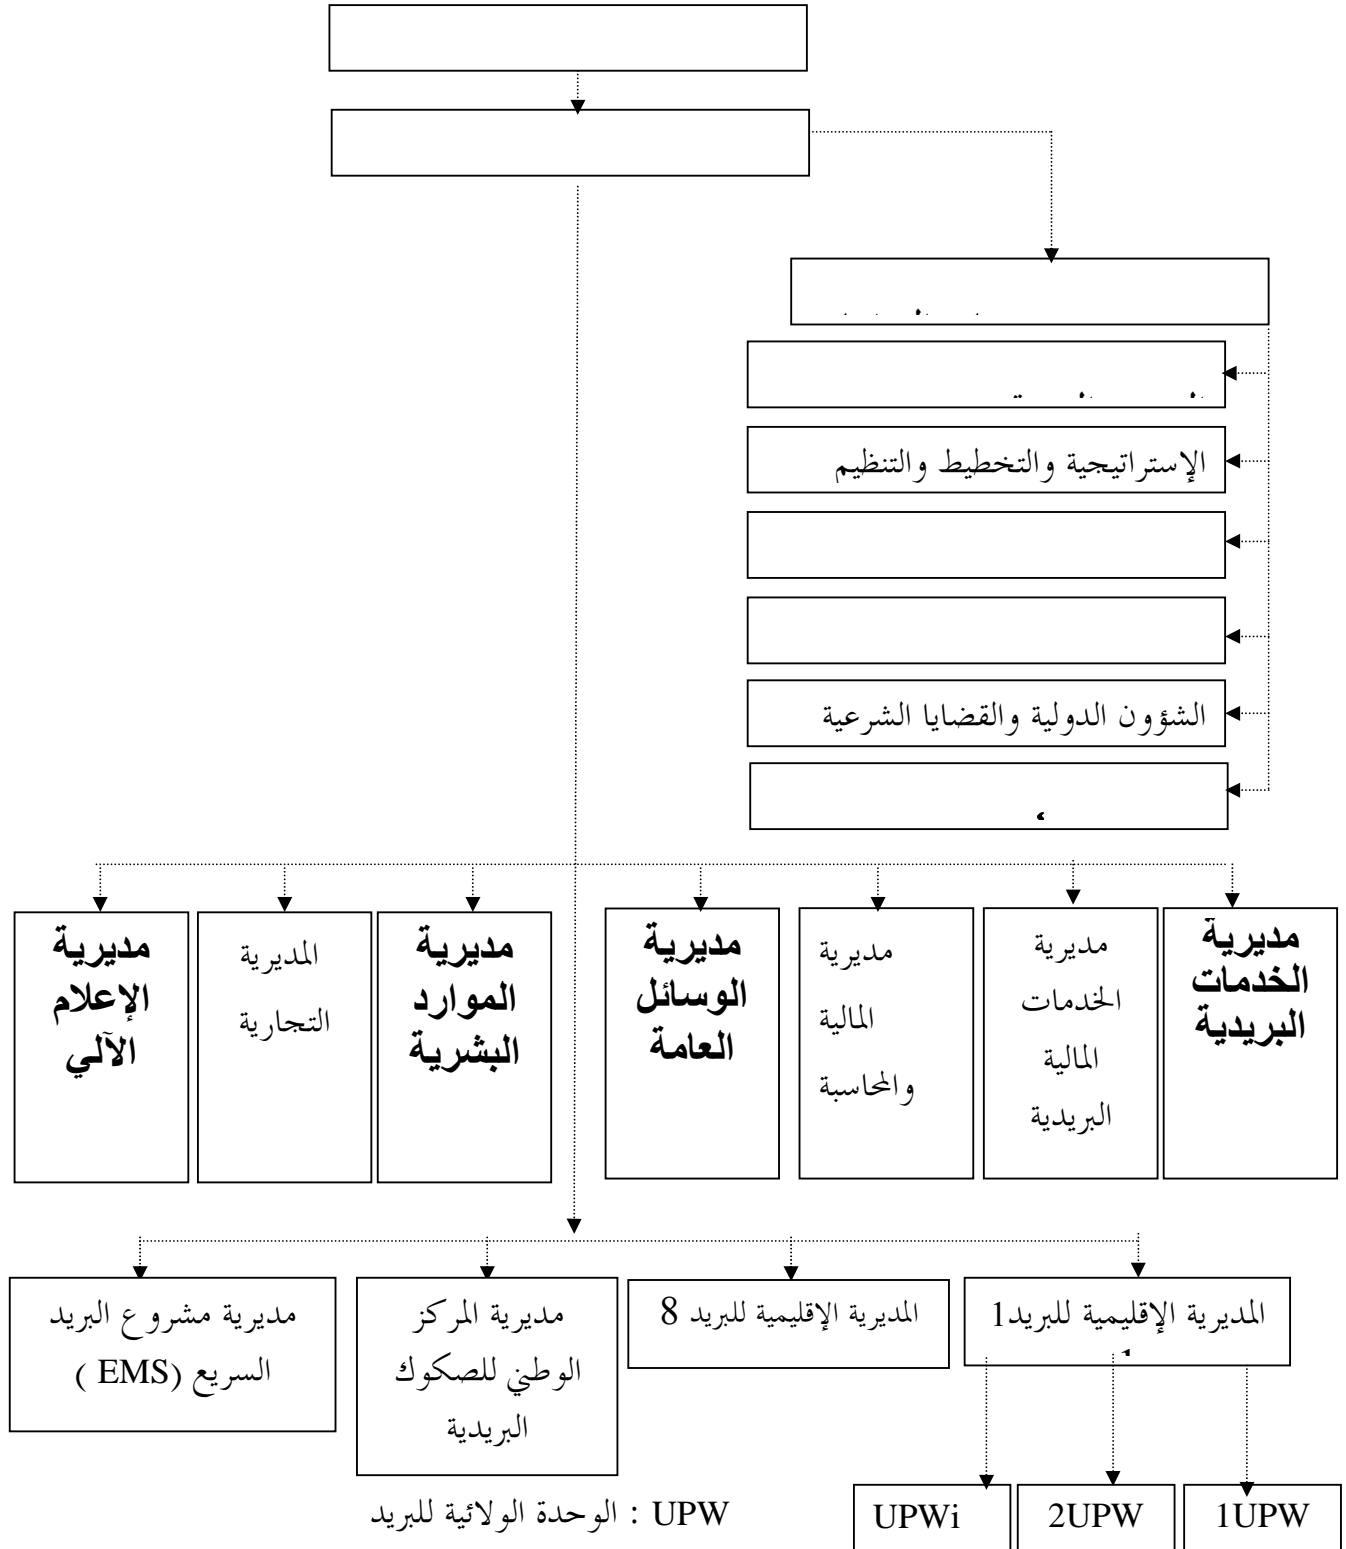 الإستراتيجية والتخطيط والتنظيم
الشؤون الدولية والقضايا الشرعية
مديرية
الخدمات
البريدية
مديرية
الخدمات
المالية
البريدية
مديرية
المالية
والمحاسبة
مديرية
الوسائل
العامة
مديرية
الموارد
البشرية
المديرية
التجارية
مديرية
الإعلام
الآلي
المديرية الإقليمية للبريد1
المديرية الإقليمية للبريد 8
مديرية المركز
الوطني للصكوك
البريدية
مديرية مشروع البريد
السريع (EMS )
1UPW
2UPW
UPWi
UPW : الوحدة الولائية للبريد